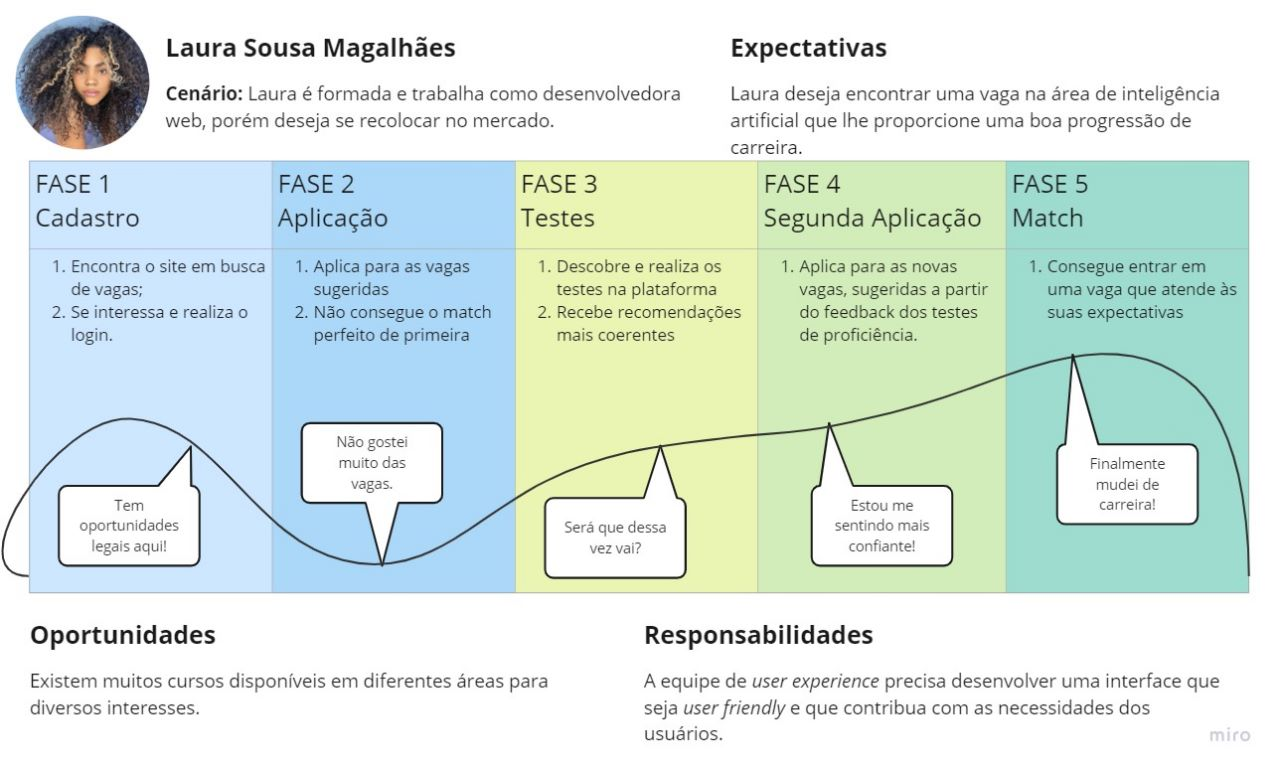 Laura Sousa Magalhães
Cenário: Laura é formada e trabalha como desenvolvedora
web, porém deseja se recolocar no mercado.
Expectativas
Laura deseja encontrar uma vaga na área de inteligência
artificial que lhe proporcione uma boa progressão de
carreira.
FASE 1
Cadastro
1. Encontra o site em busca
de vagas;
2. Se interessa e realiza o
login.
Tem
oportunidades
legais aqui!
FASE 2
Aplicação
1. Aplica para as vagas
sugeridas
2. Não consegue o match
perfeito de primeira
Não gostei
muito das
vagas.
FASE 3
Testes
1. Descobre e realiza os
testes na plataforma
2. Recebe recomendações
mais coerentes
Será que dessa
vez vai?
FASE 4
Segunda Aplicação
1. Aplica para as novas
vagas, sugeridas a partir
do feedback dos testes
de proficiência.
Estou me
sentindo mais
confiante!
FASE 5
Match
1. Consegue entrar em
uma vaga que atende às
suas expectativas
Finalmente
mudei de
carreira!
Oportunidades
Existem muitos cursos disponíveis em diferentes áreas para
diversos interesses.
Responsabilidades
A equipe de user experience precisa desenvolver uma interface que
seja user friendly e que contribua com as necessidades dos
usuários.
miro